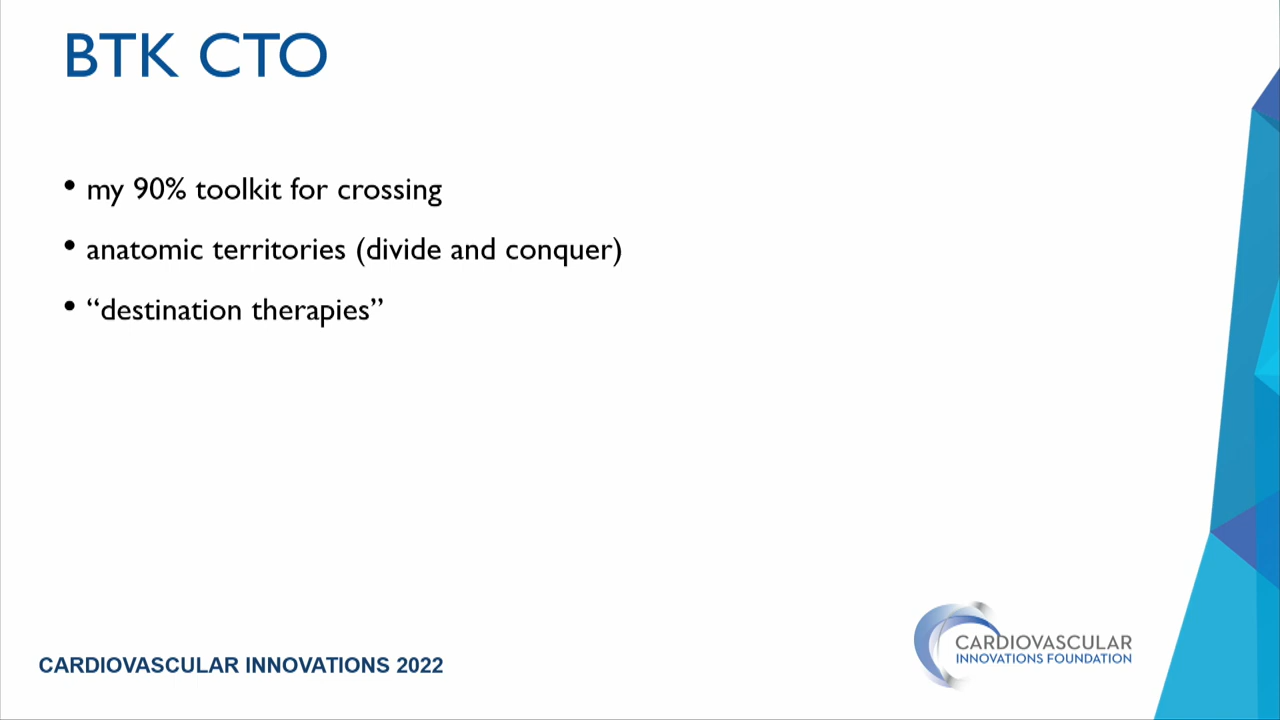 BTK CTO
• my 90% toolkit for crossing
• anatomic territories (divide and conquer)
• “destination therapies”
CARDIOVASCULAR INNOVATIONS 2022
CARDIOVASCULAR
INNOVATIONS FOUNDATION